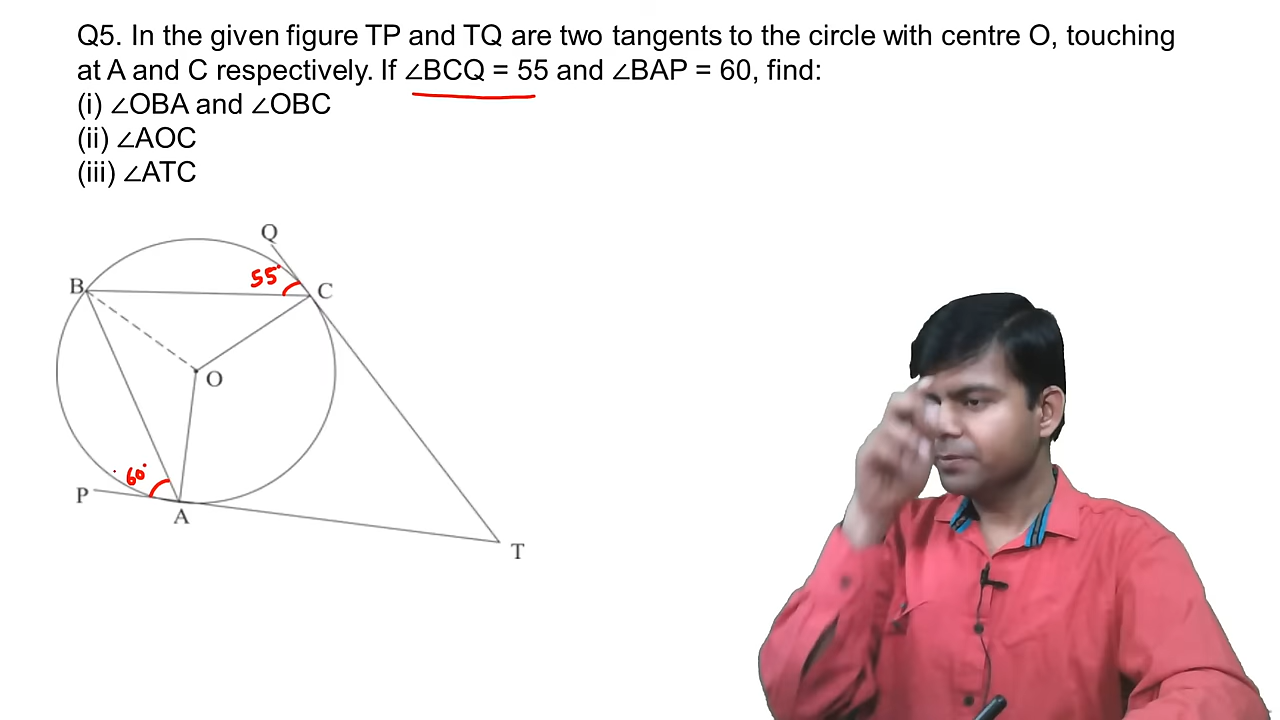 Q5. In the given figure TP and TQ are two tangents to the circle with centre O, touching
at A and C respectively. If ∠BCQ = 55 and ∠BAP = 60, find:
(i) ∠OBA and ∠OBC
(ii) ∠AOC
(iii) ∠ATC
Q
B
55°
C
O
60°
P
A
T